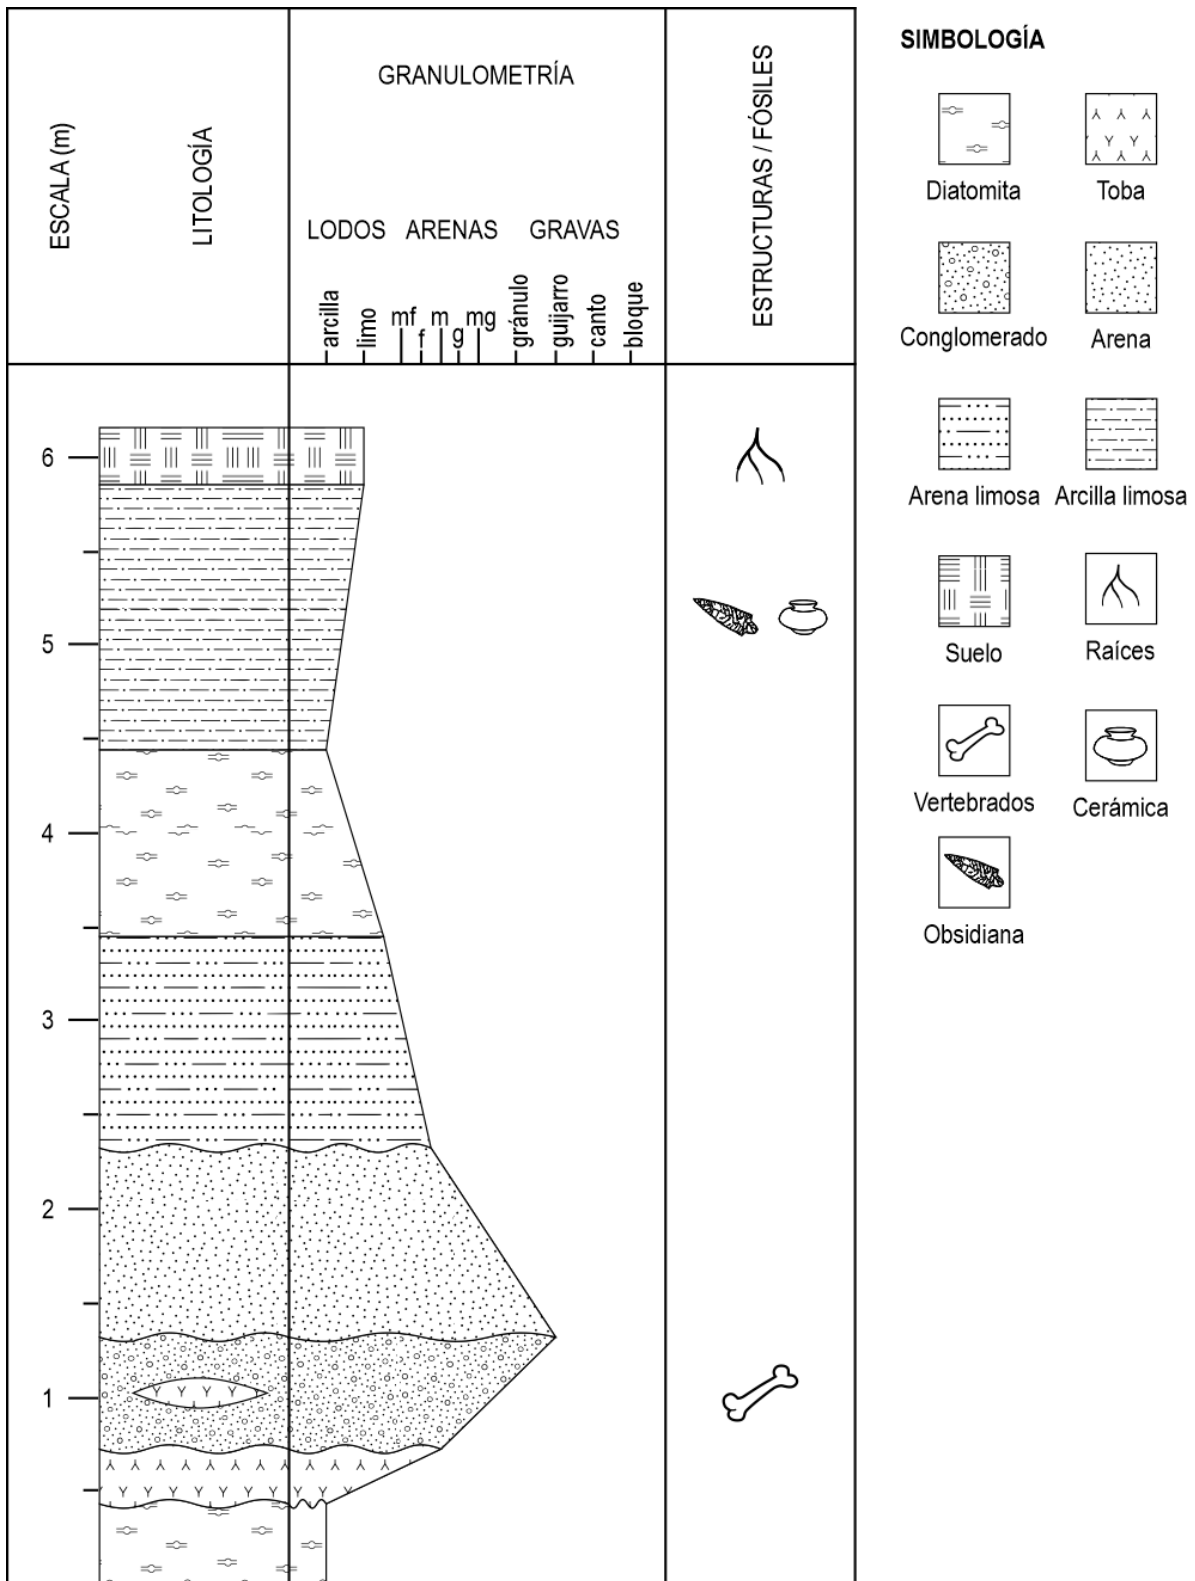 ESCALA (m)
LITOLOGÍA
GRANULOMETRÍA
LODOS ARENAS GRAVAS
arcilla
limo
mf
f
m
g
mg
gránulo
guijarro
canto
bloque
ESTRUCTURAS / FÓSILES
6
5
4
3
2
1
SIMBOLOGÍA
Diatomita Toba
Conglomerado Arena
Arena limosa Arcilla limosa
Suelo Raíces
Vertebrados Cerámica
Obsidiana